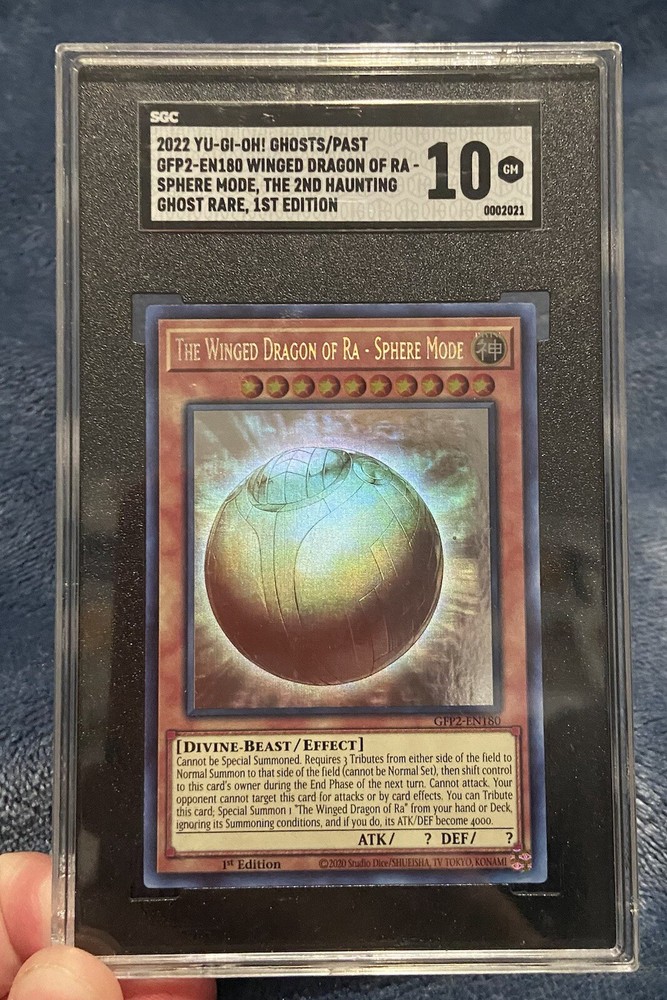 SGC
2022 YU-GI-OH! GHOSTS/PAST
GFP2-EN180 WINGED DRAGON OF RA -
SPHERE MODE, THE 2ND HAUNTING
GHOST RARE, 1ST EDITION
10 GM
0002021
THE WINGED DRAGON OF RA - SPHERE MODE
DIVINE
神
GFP2-EN180
[DIVINE-BEAST/EFFECT]
Cannot be Special Summoned. Requires 3 Tributes from either side of the field to
Normal Summon to that side of the field (cannot be Normal Set), then shift control
to this card's owner during the End Phase of the next turn. Cannot attack. Your
opponent cannot target this card for attacks or by card effects. You can Tribute
this card; Special Summon 1 "The Winged Dragon of Ra" from your hand or Deck,
ignoring its Summoning conditions, and if you do, its ATK/DEF become 4000.
ATK/ ? DEF/ ?
1st Edition ©2020 Studio Dice/SHUEISHA, TV TOKYO, KONAMI